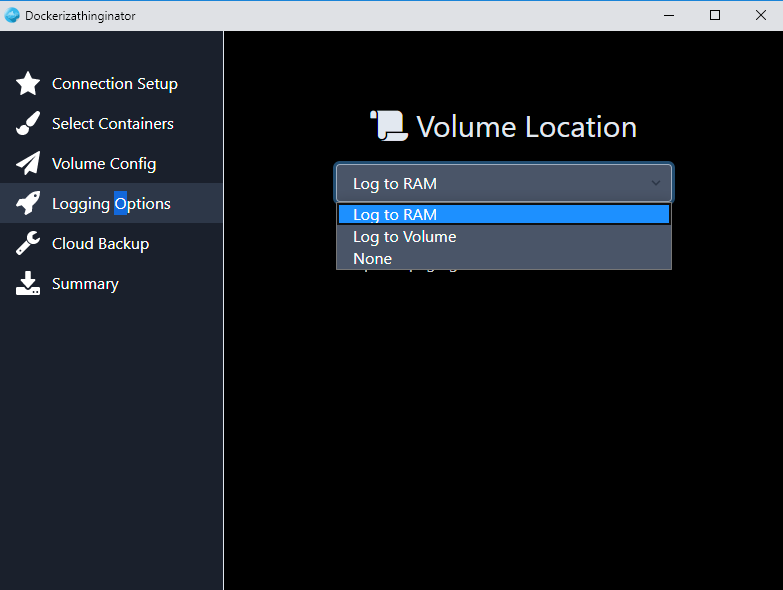 Dockerizathinginator
Connection Setup
Select Containers
Volume Config
Logging Options
Cloud Backup
Summary
Volume Location
Log to RAM
Log to RAM
Log to Volume
None